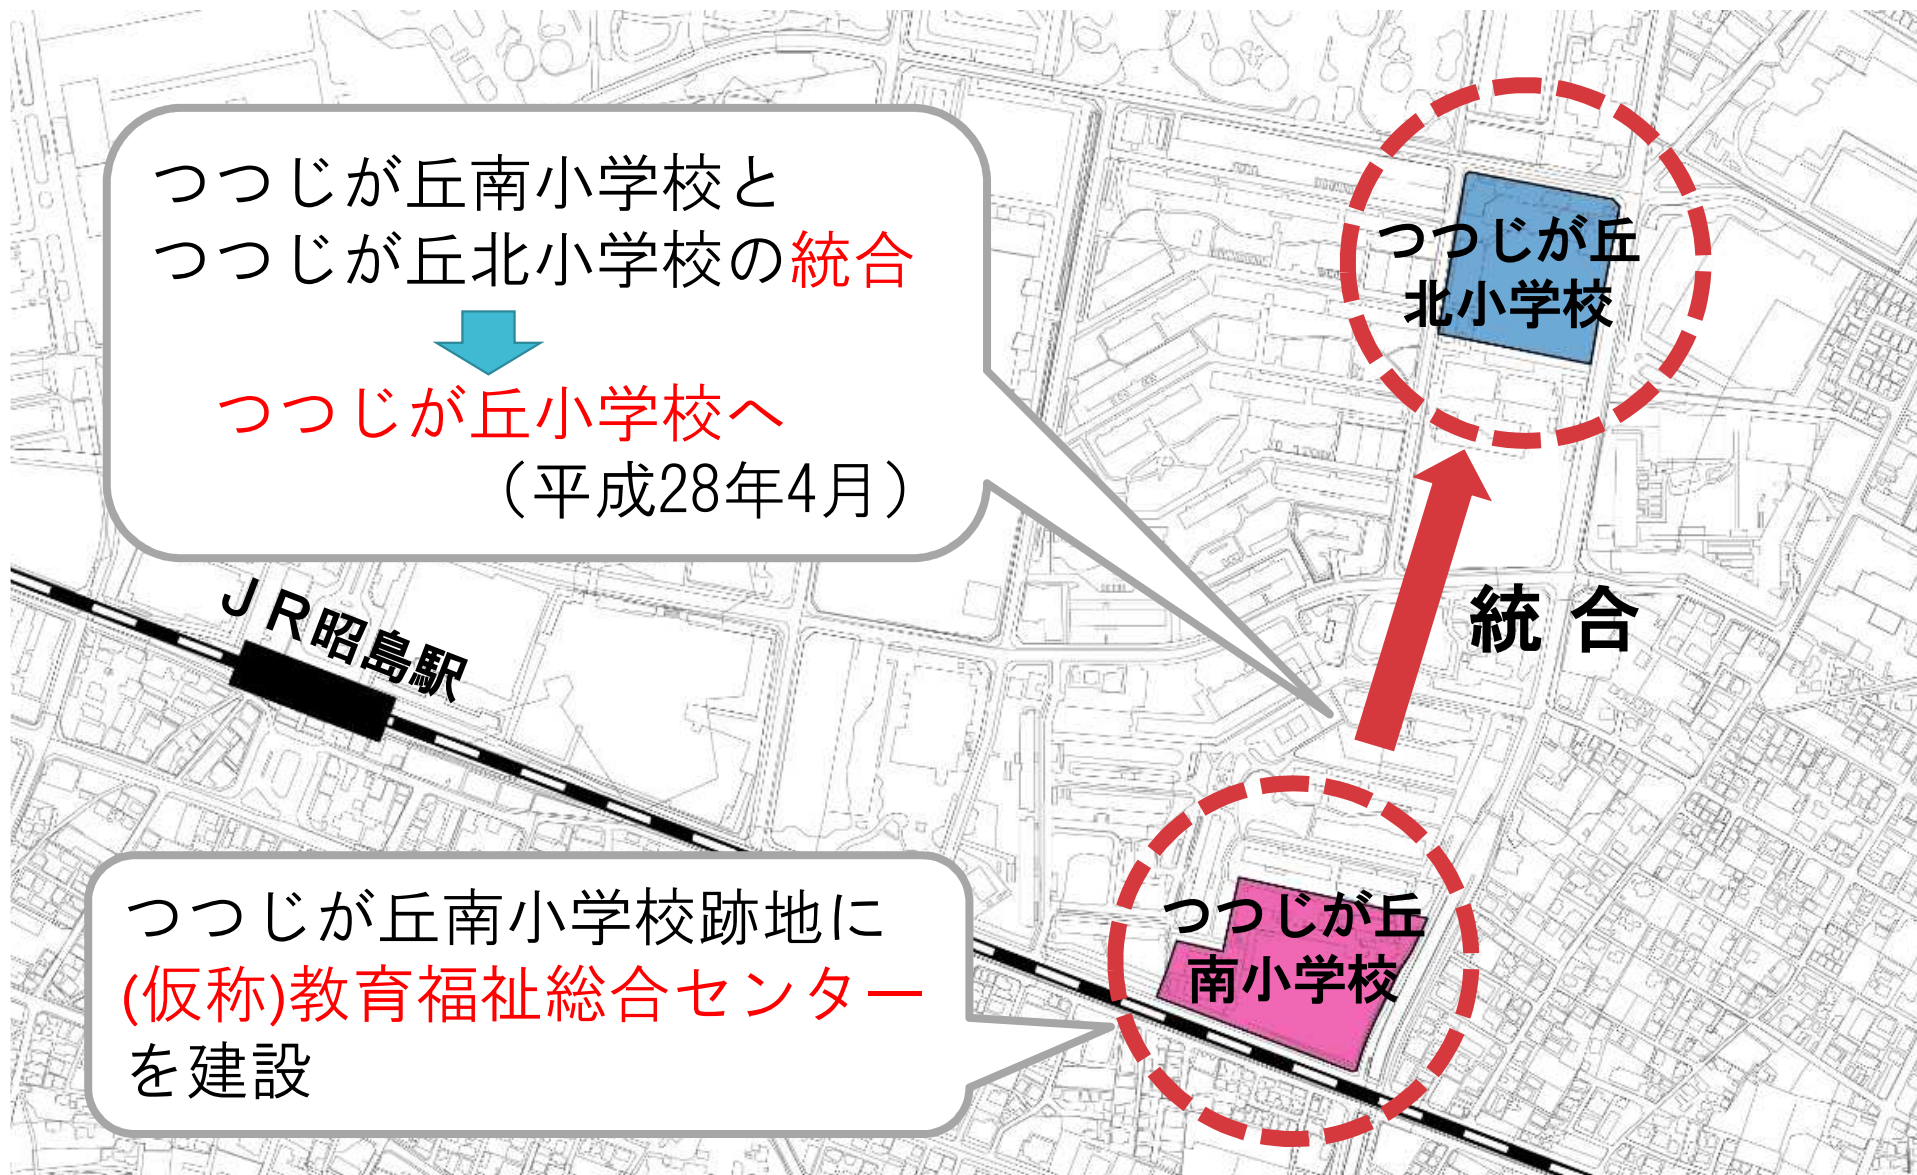 つつじが丘南小学校と
つつじが丘北小学校の統合
つつじが丘小学校へ
（平成28年4月）
つつじが丘
北小学校
統合
ＪＲ昭島駅
つつじが丘
南小学校
つつじが丘南小学校跡地に
(仮称)教育福祉総合センター
を建設